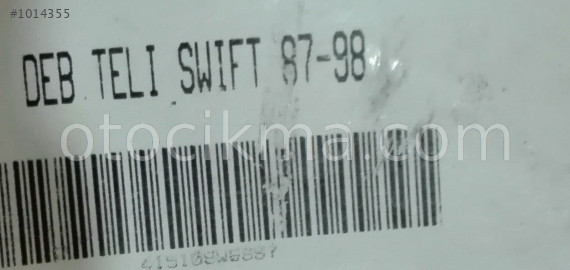 #1014355
DEB TELI SWIFT 87-98
otocikma.com